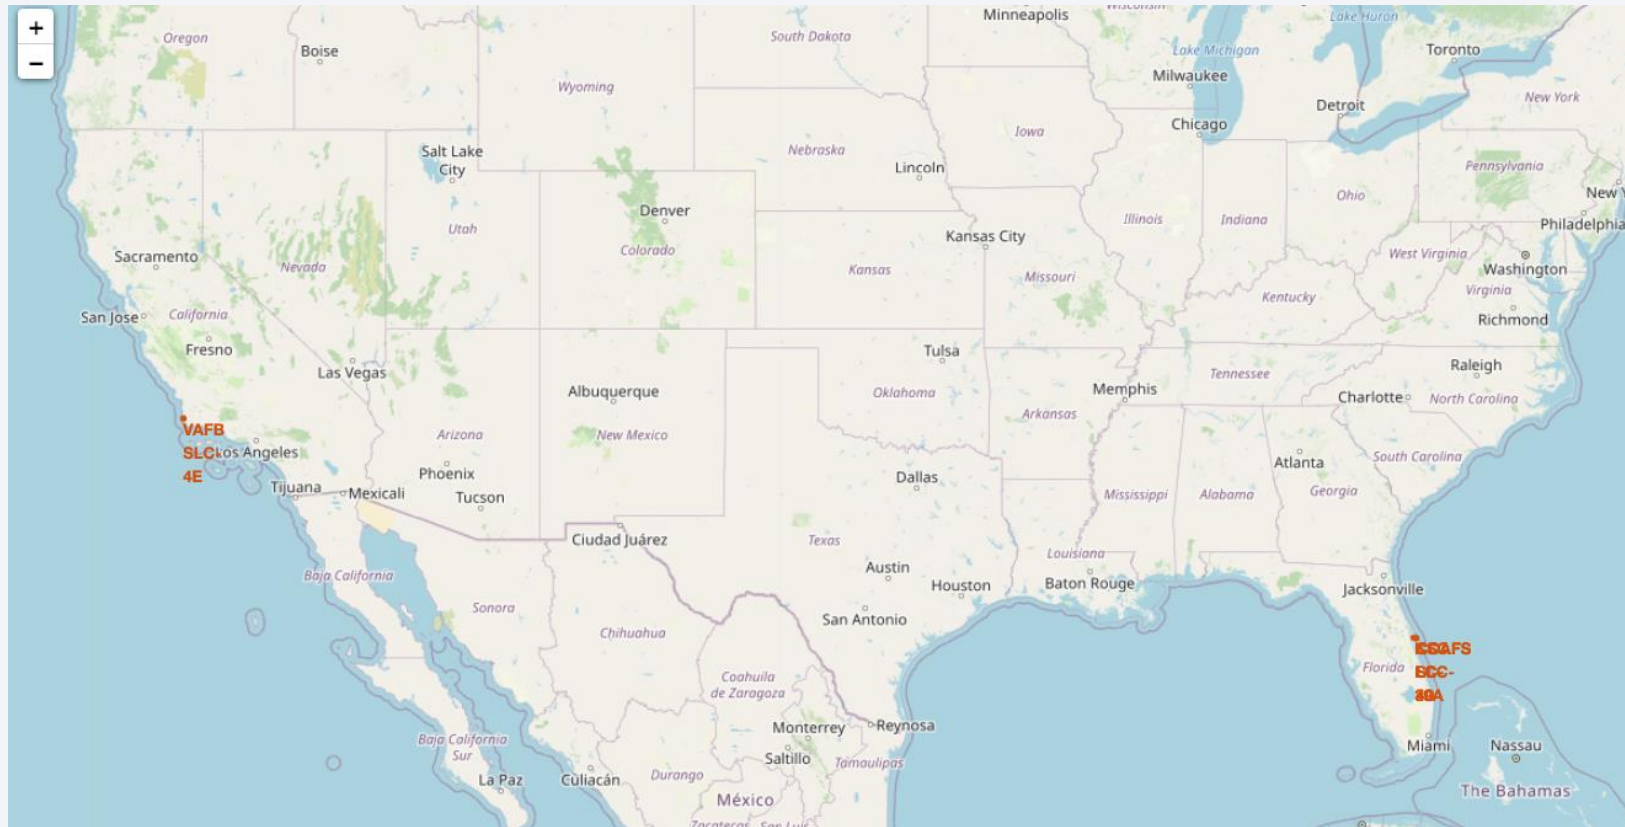 +
−
Oregon
Boise
South Dakota
Minneapolis
Wisconsin
Lake Huron
Toronto
Lake Michigan
Milwaukee
Wyoming
Detroit
New York
Chicago
Iowa
Salt Lake
City
Nebraska
Lincoln
Pennsylvania
Ohio
New Y
Denver
Utah
Colorado
Illinois
Indiana
Philadelphia
Kansas City
Sacramento
Nevada
Kansas
Missouri
West Virginia
Washington
Kentucky
Virginia
San Jose
California
Richmond
Fresno
Las Vegas
Tulsa
Raleigh
Tennessee
Albuquerque
Oklahoma
Memphis
Charlotte
North Carolina
Arkansas
VAFB
SLC-
4E
Los Angeles
Arizona
New Mexico
South Carolina
Atlanta
Phoenix
Dallas
Tijuana
Mexicali
Tucson
Mississippi
Alabama
Georgia
Ciudad Juárez
Texas
Louisiana
Austin
Baja California
Houston
Baton Rouge
Jacksonville
Sonora
San Antonio
Chihuahua
Florida
Coahuila
de Zaragoza
Reynosa
Monterrey
Baja California
Sur
Saltillo
Tamaulipas
Miami
Nassau
La Paz
Culiacán
Durango
The Bahamas
México
Zacatecas
San Luis